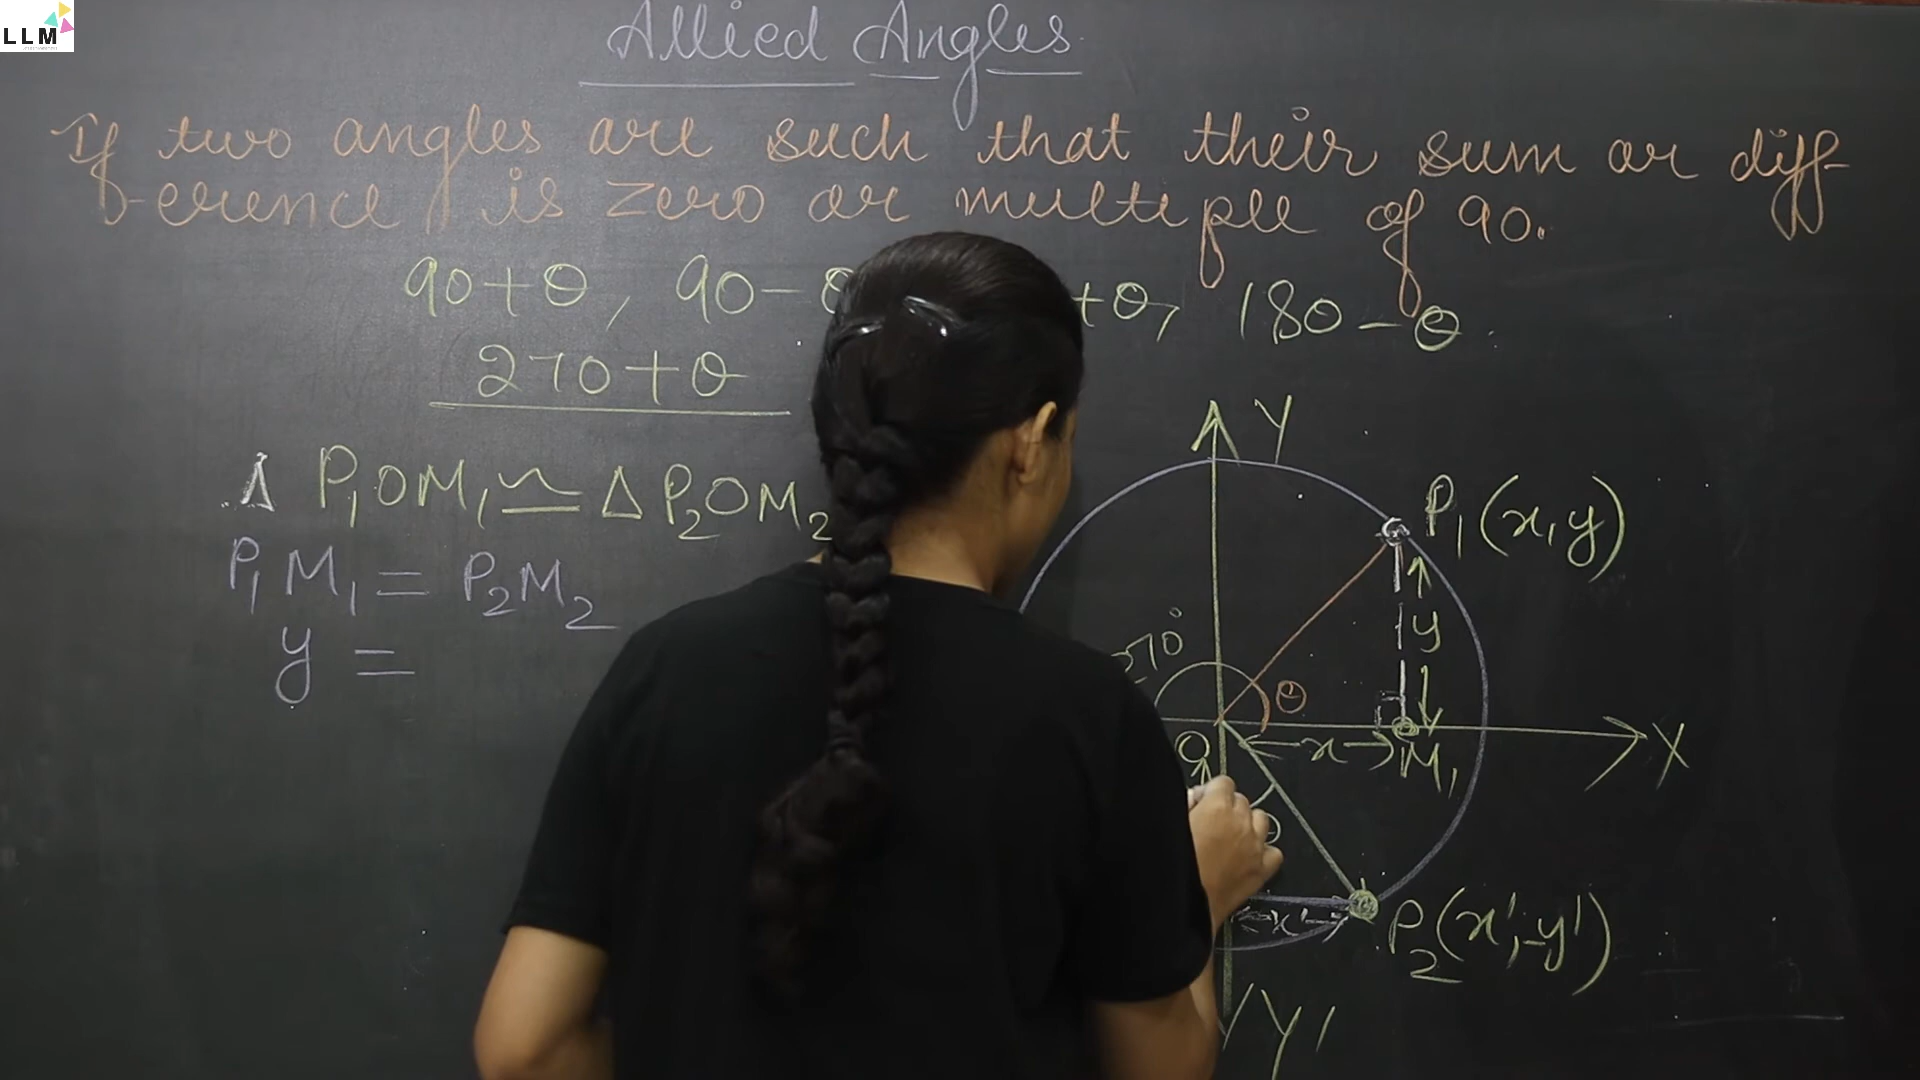 LLM
Allied Angles
If two angles are such that their sum or diff-
erence is zero or multiple of 90.
90+θ, 90-θ +θ, 180-θ
270+θ
Δ P₁OM₁ ≅ Δ P₂OM₂
P₁M₁ = P₂M₂
y =
Y
P₁(x,y)
y
270°
θ
X
O
x
M₁
θ
x'
P₂(x',-y')
Y'